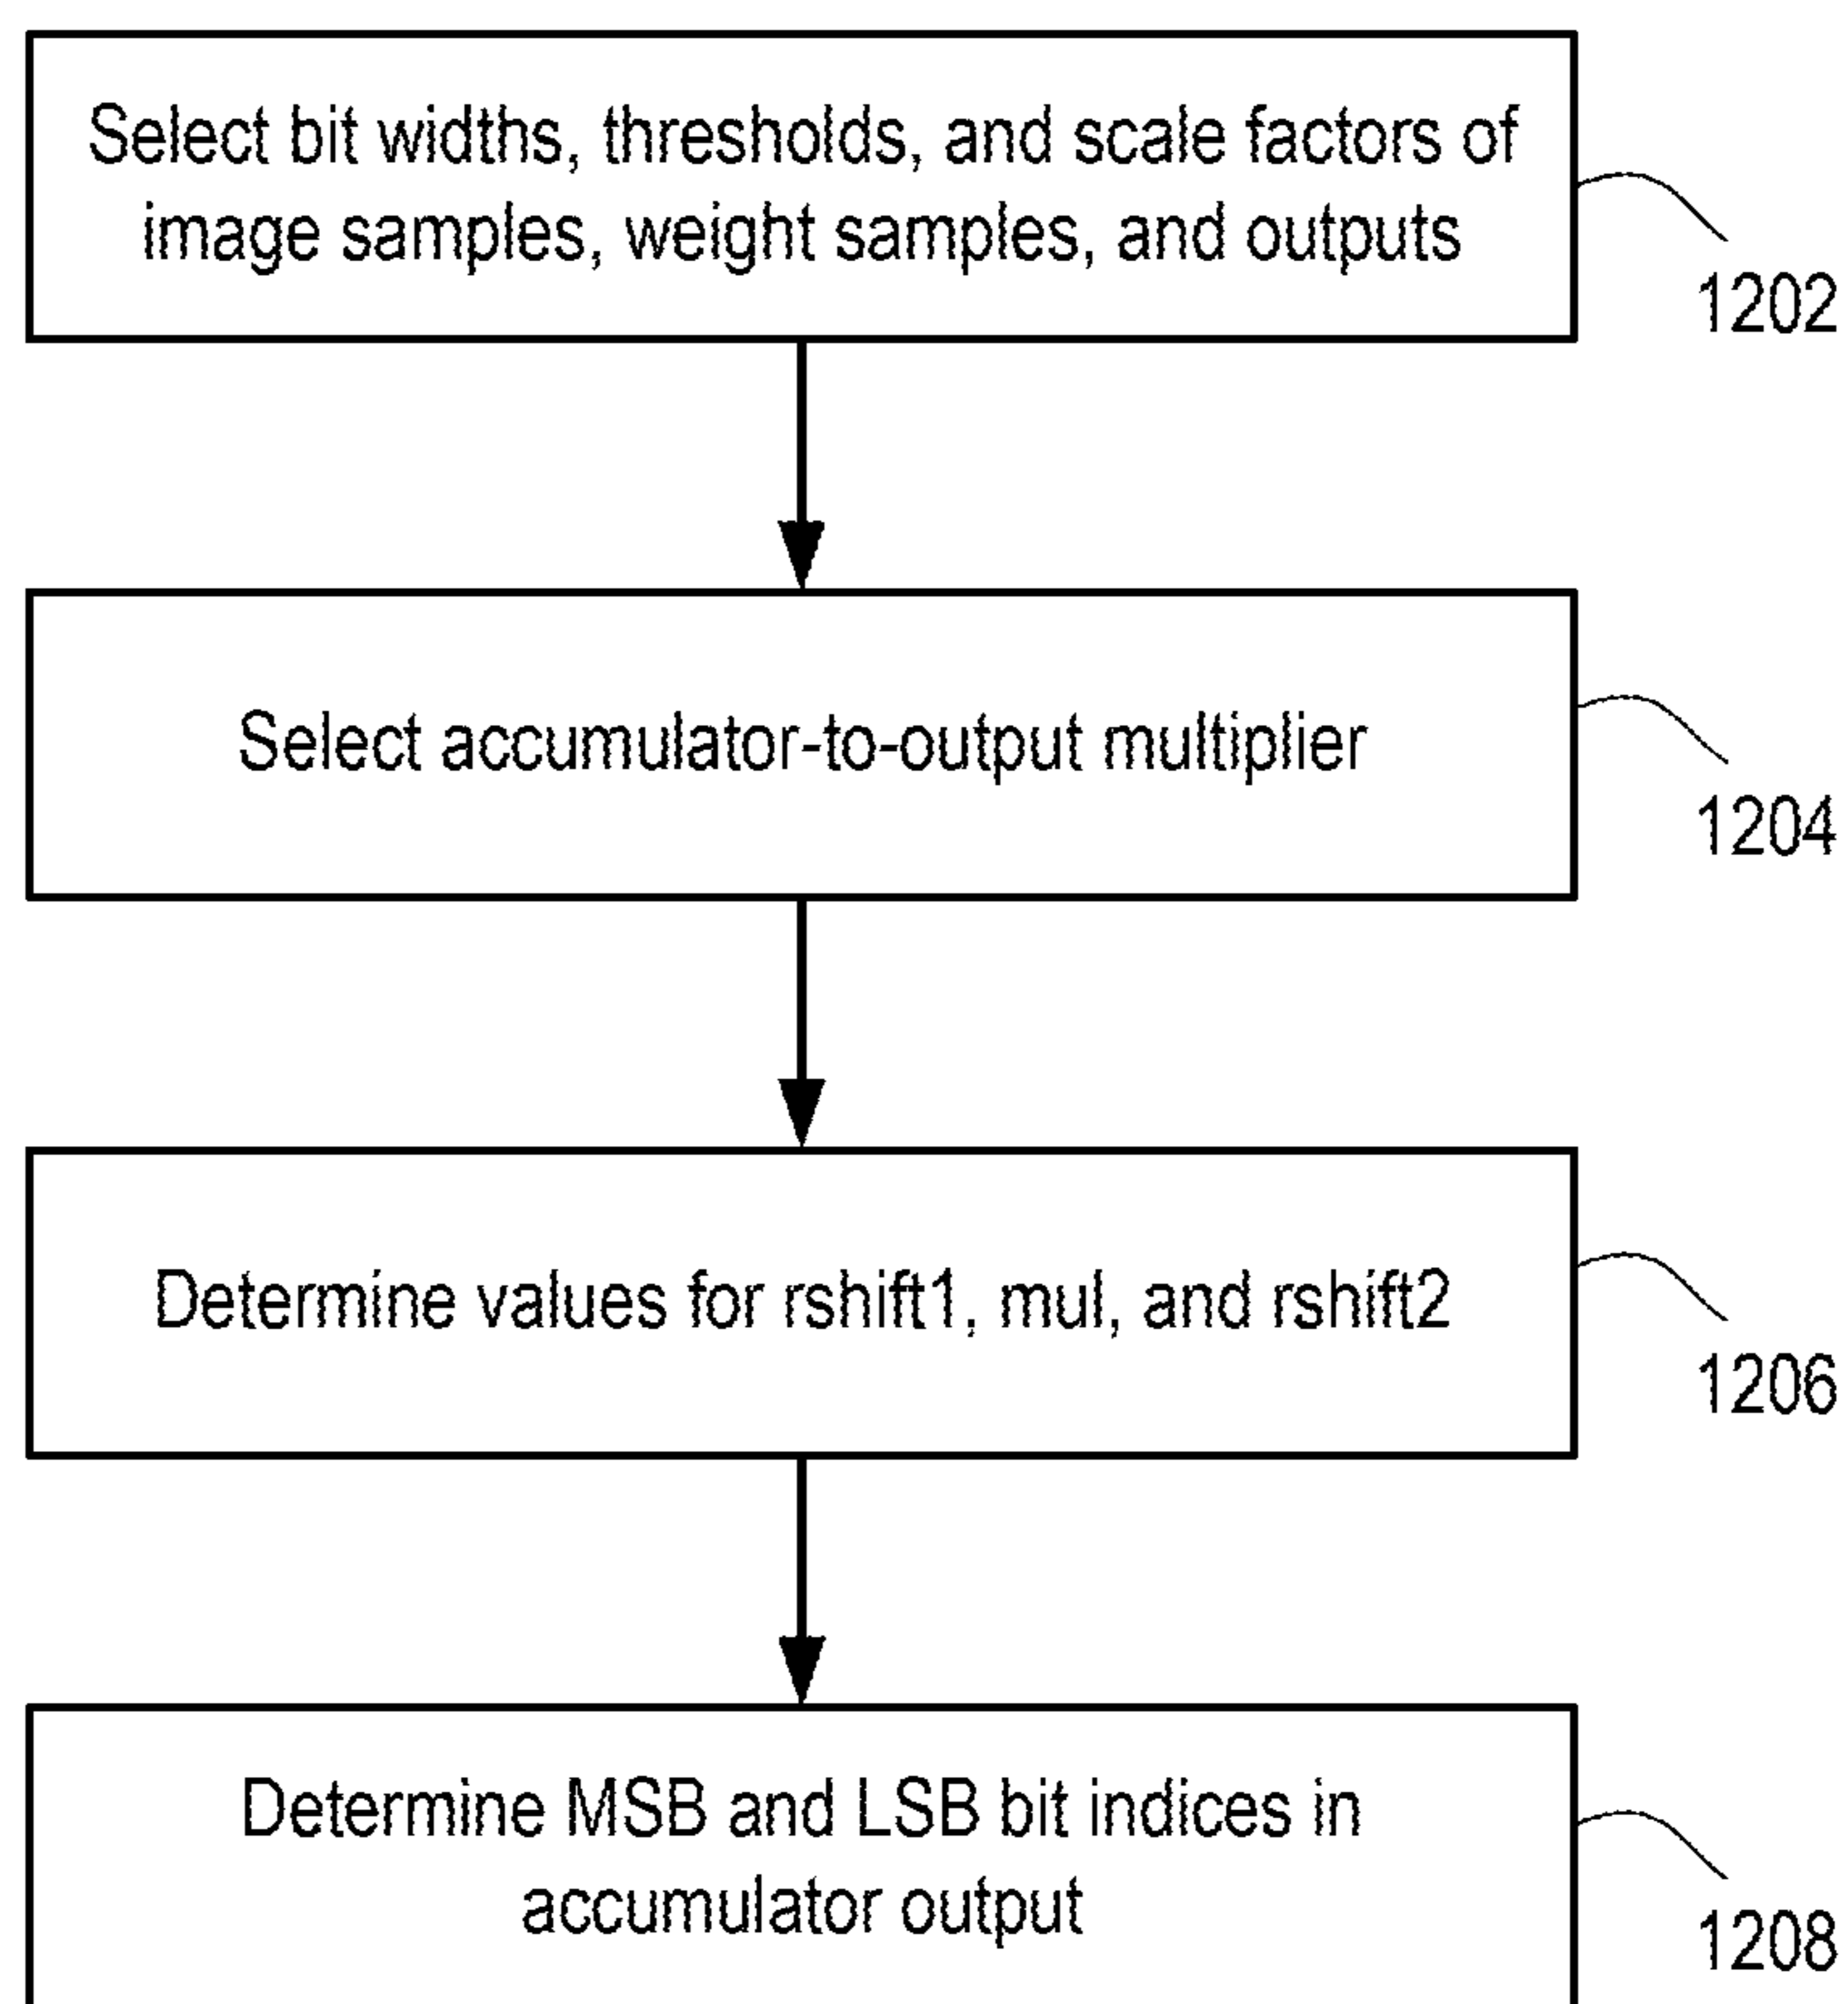 Select bit widths, thresholds, and scale factors of
image samples, weight samples, and outputs
1202
Select accumulator-to-output multiplier
1204
Determine values for rshift1, mul, and rshift2
1206
Determine MSB and LSB bit indices in
accumulator output
1208